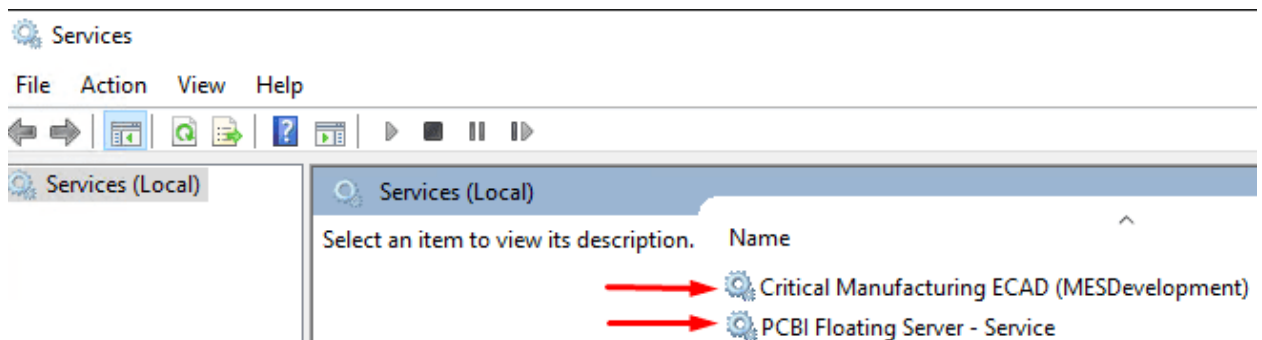 Services
File Action View Help
Services (Local)
Services (Local)
Select an item to view its description.
Name
Critical Manufacturing ECAD (MESDevelopment)
PCBI Floating Server - Service